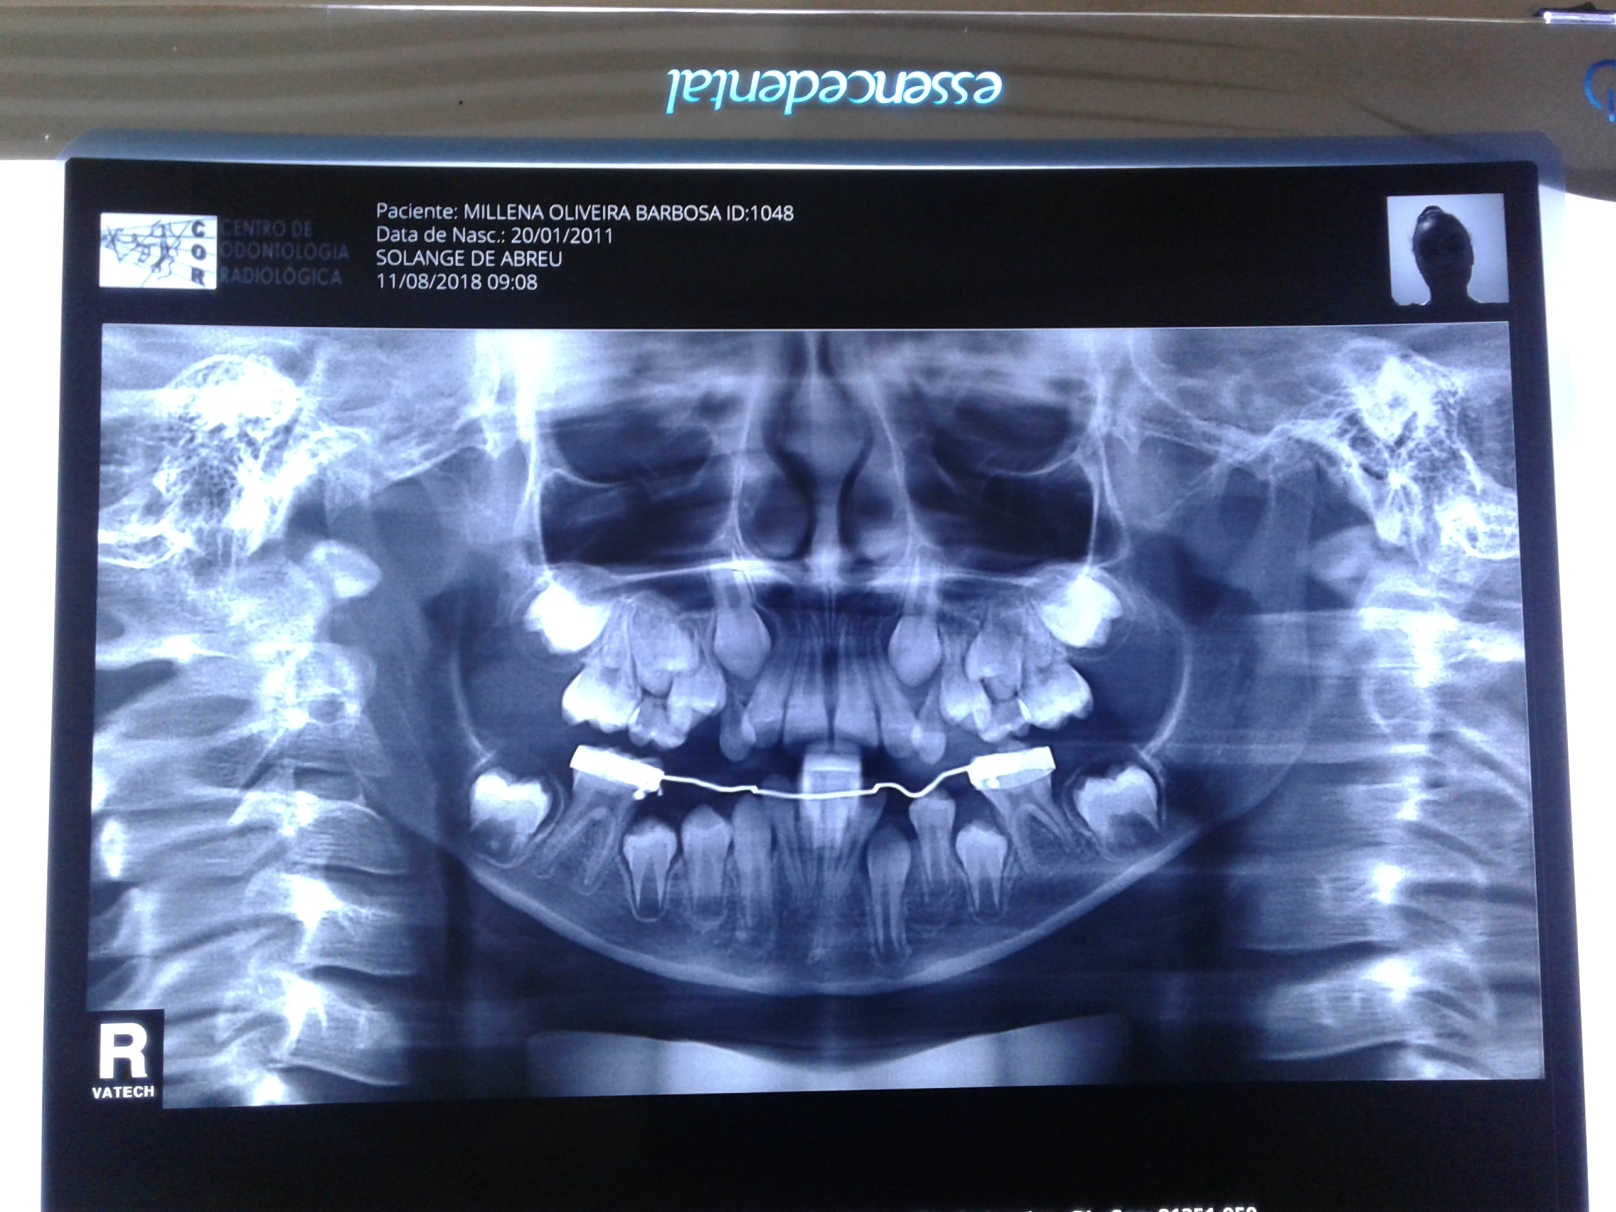 essencedental
COR
CENTRO DE
ODONTOLOGIA
RADIOLÓGICA
Paciente: MILLENA OLIVEIRA BARBOSA ID:1048
Data de Nasc.: 20/01/2011
SOLANGE DE ABREU
11/08/2018 09:08
R
VATECH